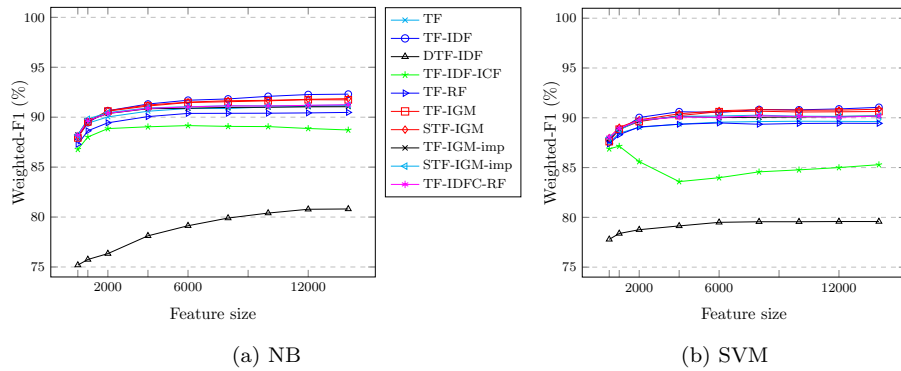 100
95
90
85
80
75
2000
6000
12000
Weighted-F1 (%)
Feature size
(a) NB
TF
TF-IDF
DTF-IDF
TF-IDF-ICF
TF-RF
TF-IGM
STF-IGM
TF-IGM-imp
STF-IGM-imp
TF-IDFC-RF
100
95
90
85
80
75
2000
6000
12000
Weighted-F1 (%)
Feature size
(b) SVM